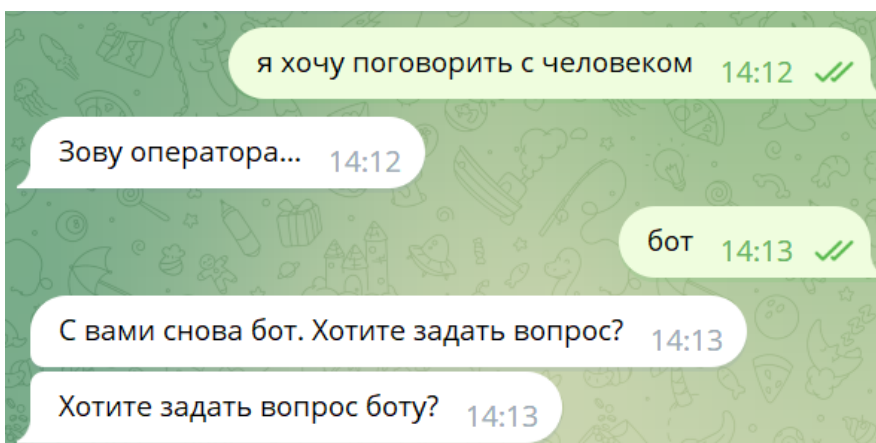 я хочу поговорить с человеком 14:12
Зову оператора... 14:12
бот 14:13
С вами снова бот. Хотите задать вопрос? 14:13
Хотите задать вопрос боту? 14:13